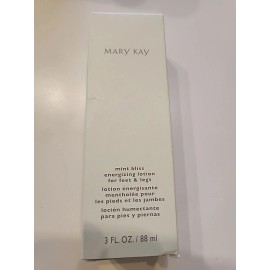 MARY KAY
mint bliss
energizing lotion
for feet & legs
lotion énergisante
mentholée pour
les pieds et les jambes
loción humectante
para pies y piernas
3 FL. OZ. / 88 ml